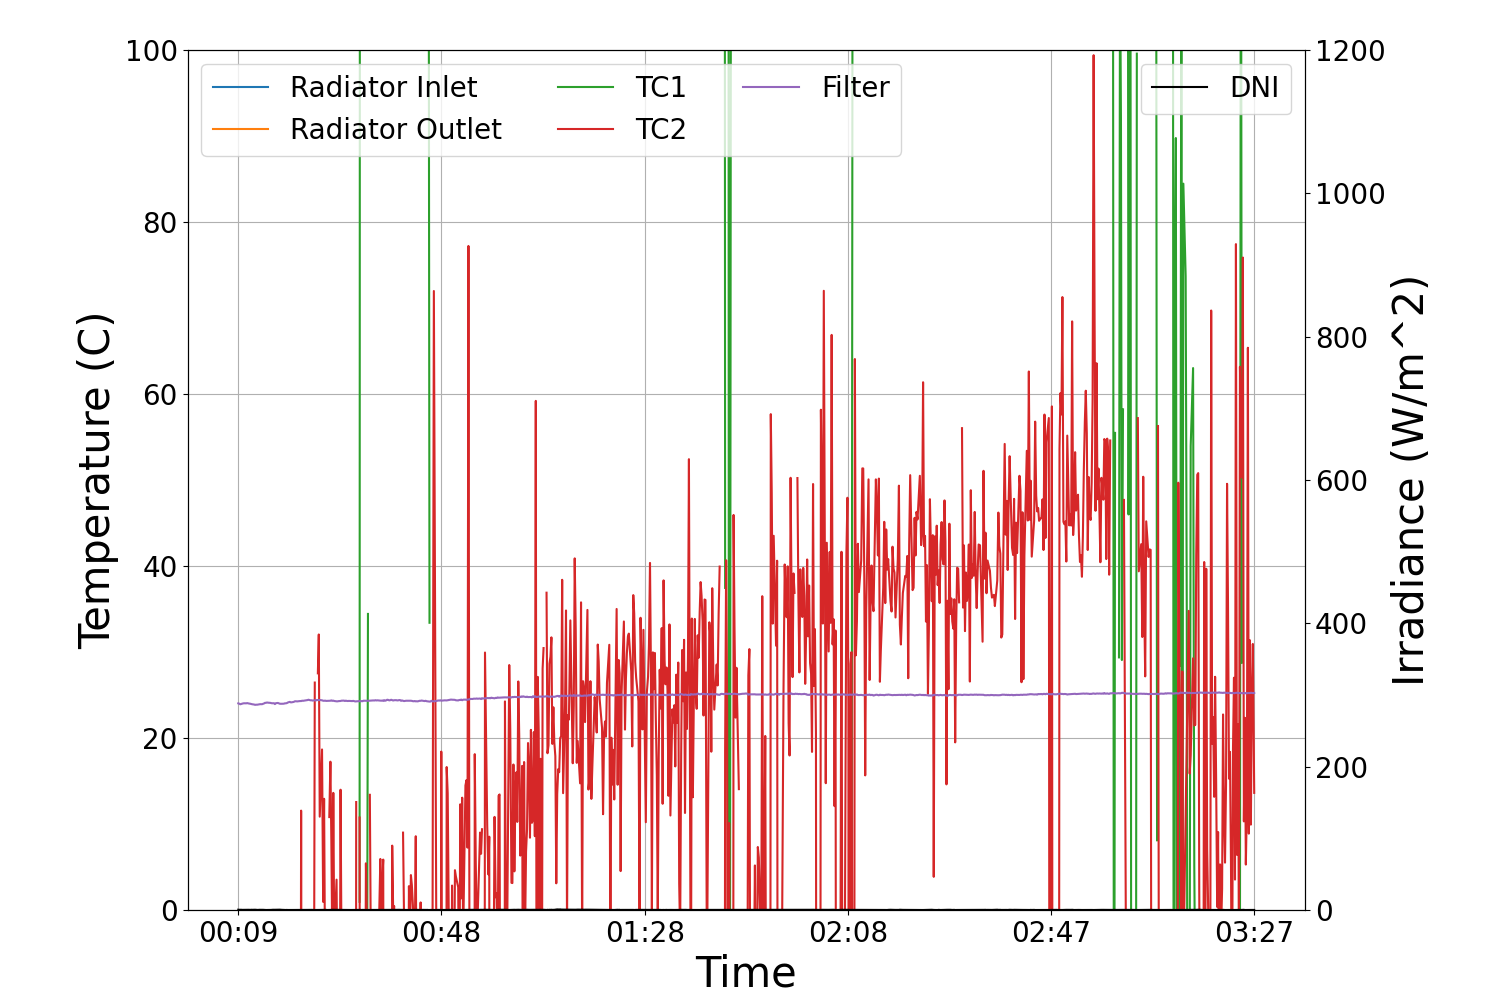 100
80
60
40
20
0
Temperature (C)
Radiator Inlet
Radiator Outlet
TC1
TC2
Filter
DNI
1200
1000
800
600
400
200
0
Irradiance (W/m^2)
00:09
00:48
01:28
02:08
02:47
03:27
Time